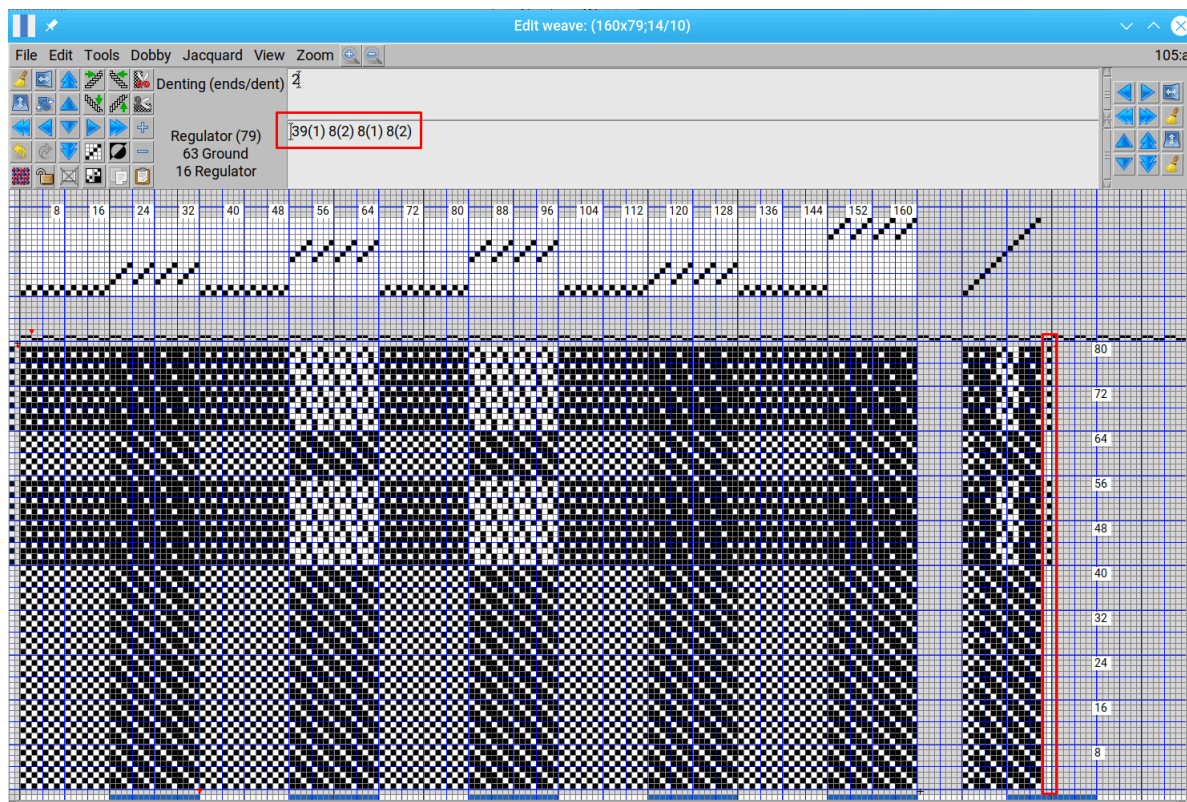 Edit weave: (160x79;14/10)
File Edit Tools Dobby Jacquard View Zoom
105:a
Denting (ends/dent) 2
Regulator (79) 39(1) 8(2) 8(1) 8(2)
63 Ground
16 Regulator
8 16 24 32 40 48 56 64 72 80 88 96 104 112 120 128 136 144 152 160
80
72
64
56
48
40
32
24
16
8